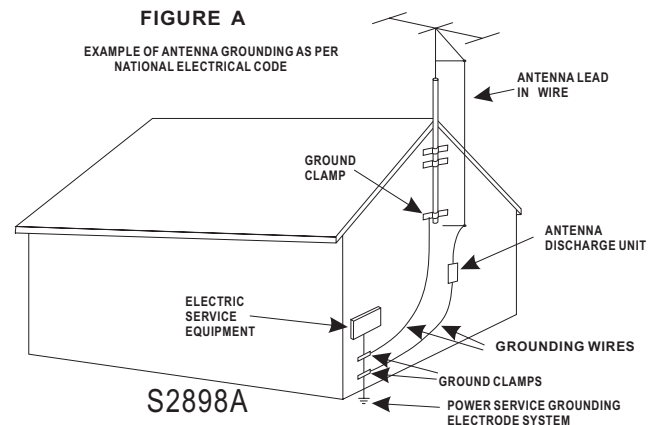 FIGURE A
EXAMPLE OF ANTENNA GROUNDING AS PER
NATIONAL ELECTRICAL CODE
ANTENNA LEAD
IN WIRE
GROUND
CLAMP
ANTENNA
DISCHARGE UNIT
ELECTRIC
SERVICE
EQUIPMENT
GROUNDING WIRES
GROUND CLAMPS
S2898A
POWER SERVICE GROUNDING
ELECTRODE SYSTEM